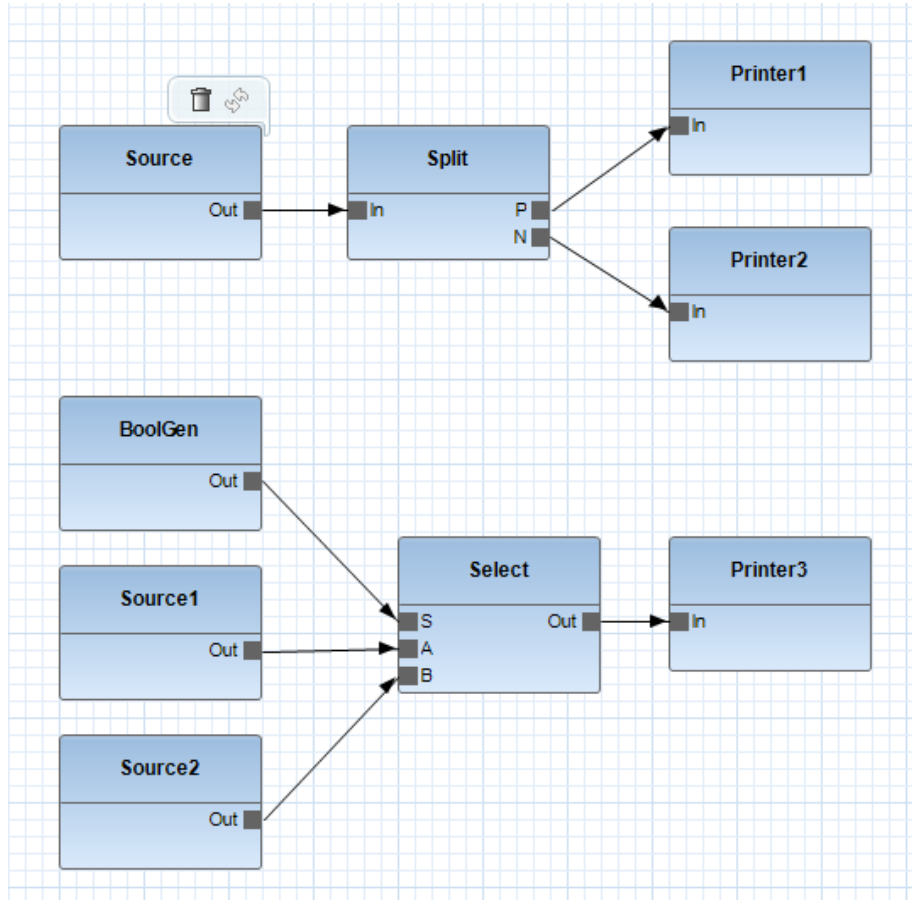 Printer1
In
Source
Out
Split
In
P
N
Printer2
In
BoolGen
Out
Source1
Out
Source2
Out
Select
S
A
B
Out
Printer3
In